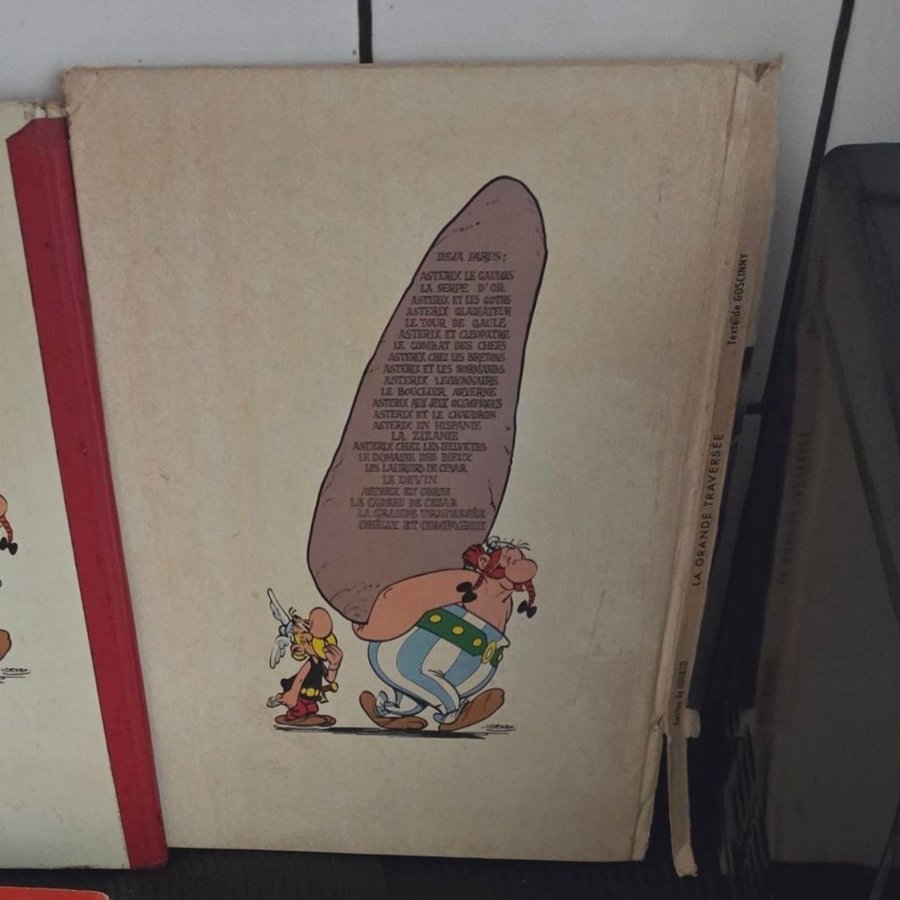 DEJA PARUS :
ASTERIX LE GAULOIS
LA SERPE D'OR
ASTERIX ET LES GOTHS
ASTERIX GLADIATEUR
LE TOUR DE GAULE
ASTERIX ET CLEOPATRE
LE COMBAT DES CHEFS
ASTERIX CHEZ LES BRETONS
ASTERIX ET LES NORMANDS
ASTERIX LEGIONNAIRE
LE BOUCLIER ARVERNE
ASTERIX AUX JEUX OLYMPIQUES
ASTERIX ET LE CHAUDRON
ASTERIX EN HISPANIE
LA ZIZANIE
ASTERIX CHEZ LES HELVETES
LE DOMAINE DES DIEUX
LES LAURIERS DE CESAR
LE DEVIN
ASTERIX EN CORSE
LE CADEAU DE CESAR
LA GRANDE TRAVERSÉE
OBÉLIX ET COMPAGNIE
Texte de GOSCINNY
LA GRANDE TRAVERSÉE